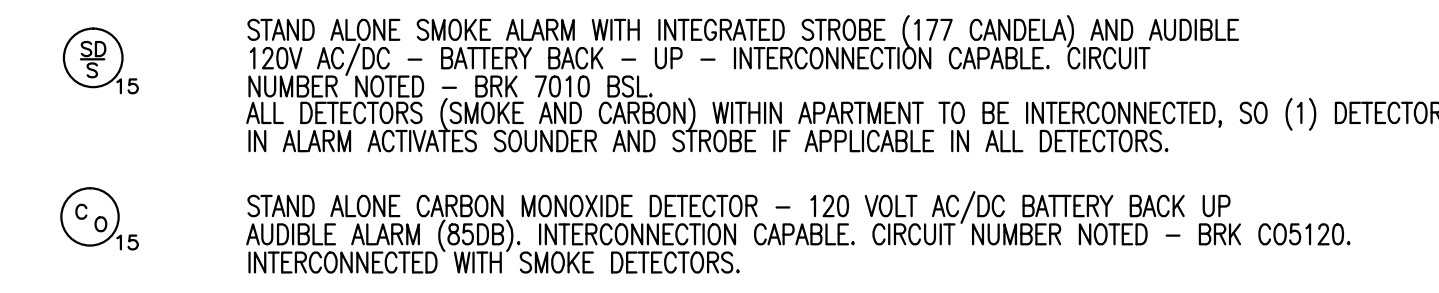 SD
S
15
STAND ALONE SMOKE ALARM WITH INTEGRATED STROBE (177 CANDELA) AND AUDIBLE
120V AC/DC – BATTERY BACK – UP – INTERCONNECTION CAPABLE. CIRCUIT
NUMBER NOTED – BRK 7010 BSL.
ALL DETECTORS (SMOKE AND CARBON) WITHIN APARTMENT TO BE INTERCONNECTED, SO (1) DETECTOR
IN ALARM ACTIVATES SOUNDER AND STROBE IF APPLICABLE IN ALL DETECTORS.
CO
15
STAND ALONE CARBON MONOXIDE DETECTOR – 120 VOLT AC/DC BATTERY BACK UP
AUDIBLE ALARM (85DB). INTERCONNECTION CAPABLE. CIRCUIT NUMBER NOTED – BRK CO5120.
INTERCONNECTED WITH SMOKE DETECTORS.